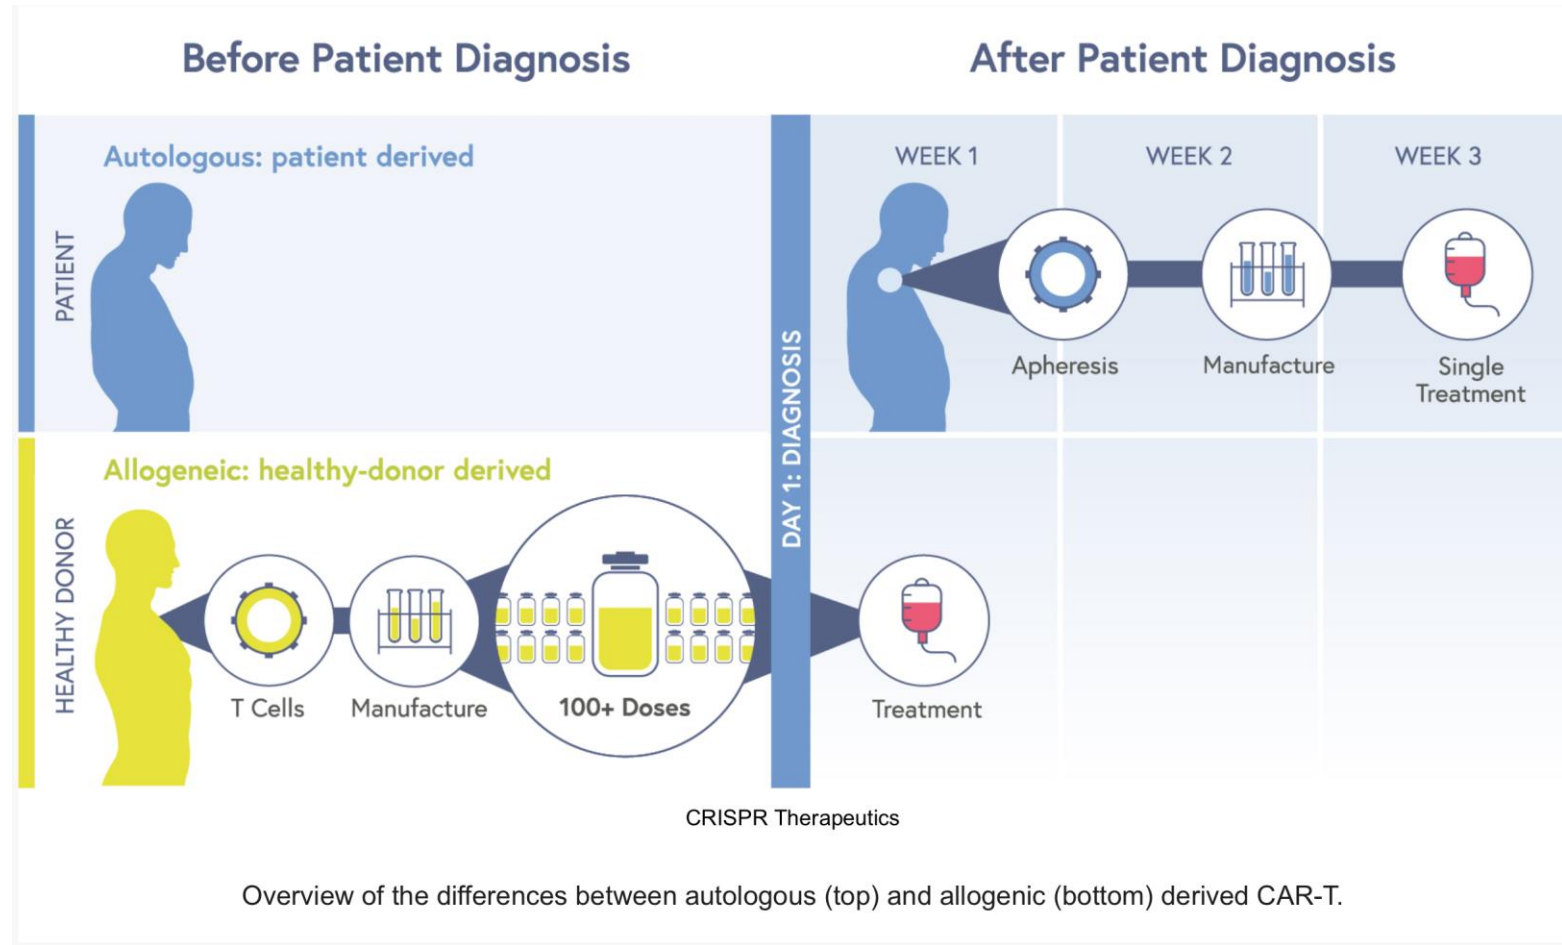 Before Patient Diagnosis
After Patient Diagnosis
Autologous: patient derived
PATIENT
WEEK 1
WEEK 2
WEEK 3
Apheresis
Manufacture
Single
Treatment
DAY 1: DIAGNOSIS
Allogeneic: healthy-donor derived
HEALTHY DONOR
T Cells
Manufacture
100+ Doses
Treatment
CRISPR Therapeutics
Overview of the differences between autologous (top) and allogenic (bottom) derived CAR-T.